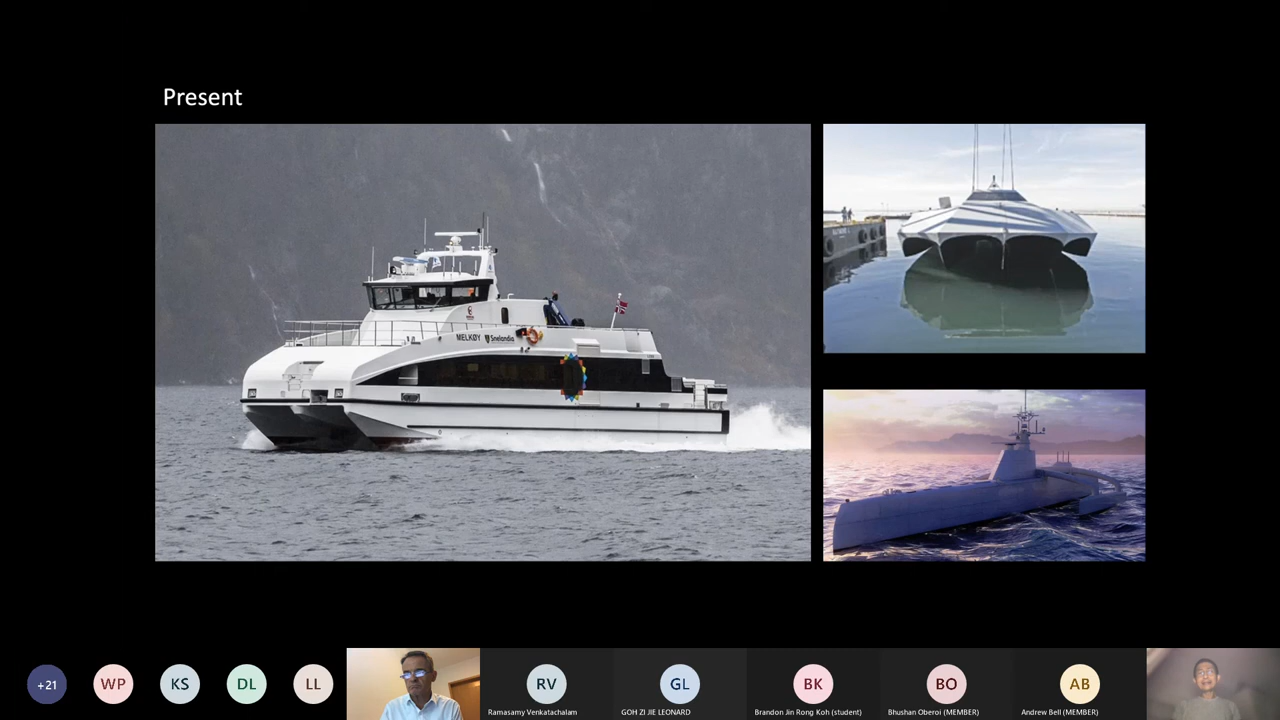 Present
MELKØY
Snelandia
+21
WP
KS
DL
LL
RV
Ramasamy Venkatachalam
GL
GOH ZI JIE LEONARD
BK
Brandon Jin Rong Koh (student)
BO
Bhushan Oberoi (MEMBER)
AB
Andrew Bell (MEMBER)